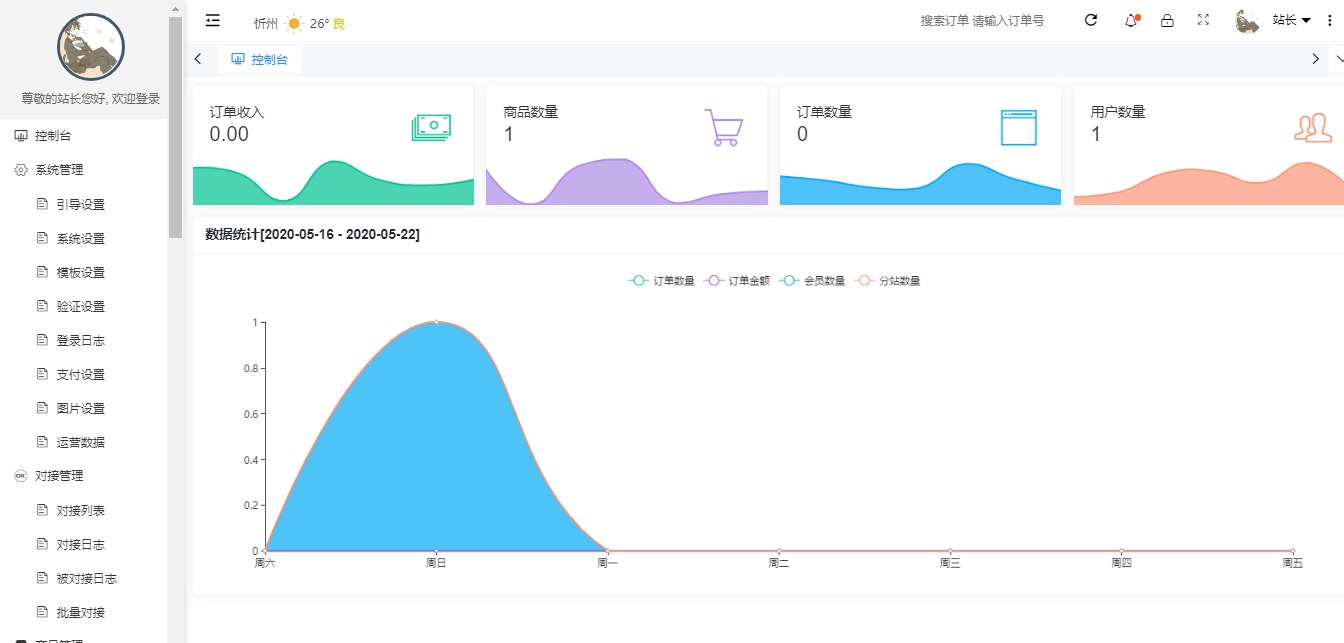 尊敬的站长您好, 欢迎登录
控制台
系统管理
引导设置
系统设置
模板设置
验证设置
登录日志
支付设置
图片设置
运营数据
对接管理
对接列表
对接日志
被对接日志
批量对接
忻州 26° 良
搜索订单 请输入订单号
站长
控制台
订单收入
0.00
商品数量
1
订单数量
0
用户数量
1
数据统计[2020-05-16 - 2020-05-22]
订单数量 订单金额 会员数量 分站数量
1
0.8
0.6
0.4
0.2
0
周六 周日 周一 周二 周三 周四 周五